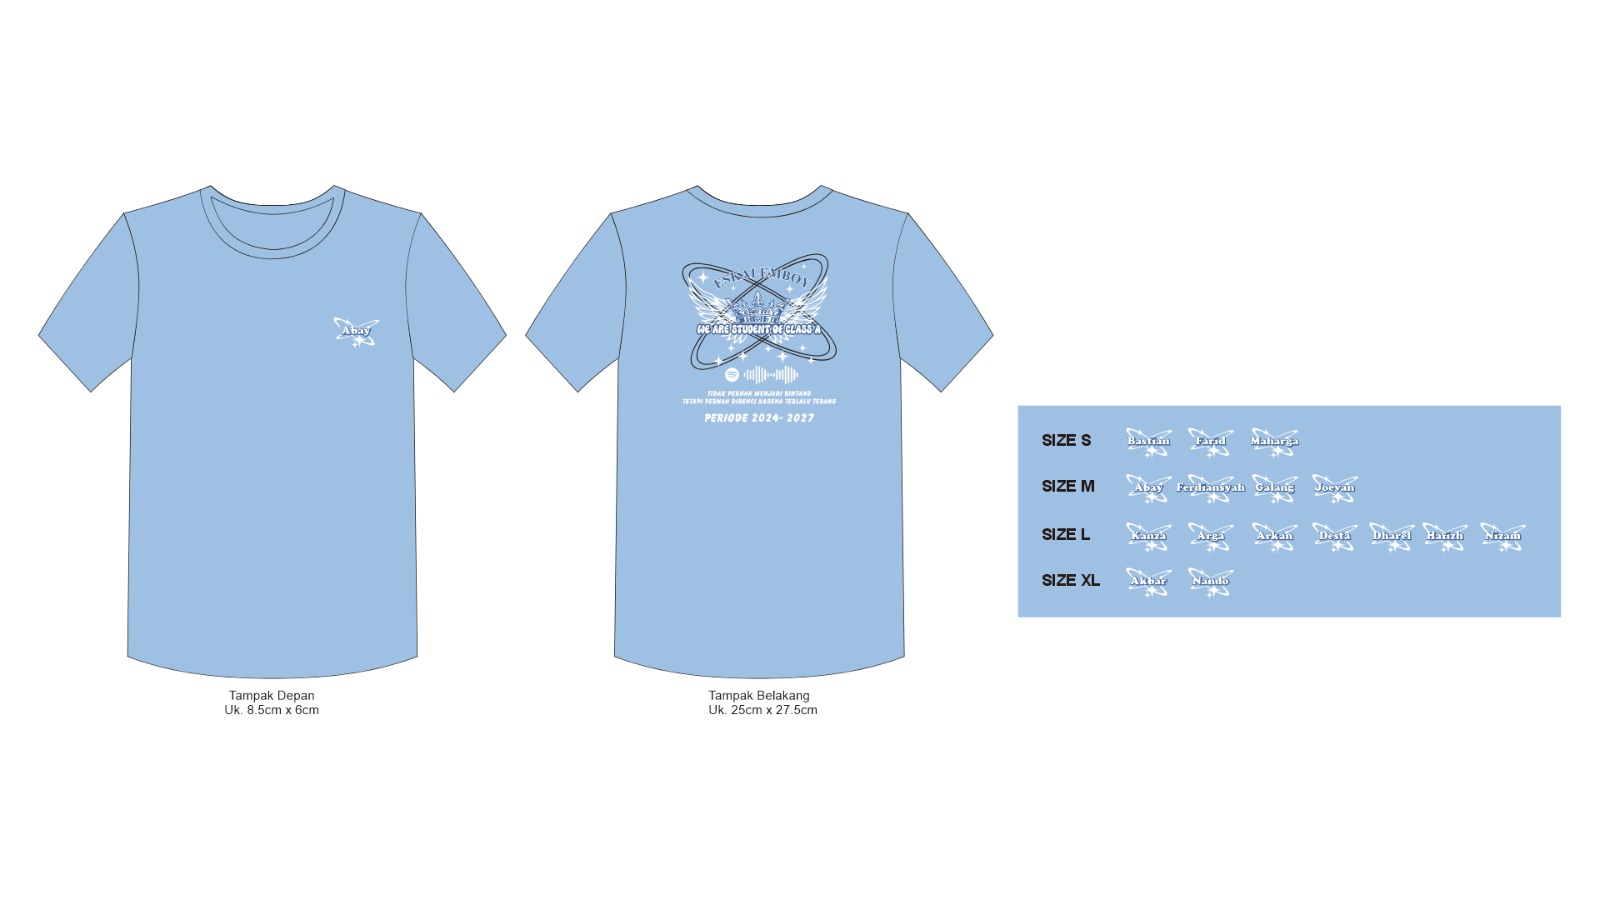 Abay
Tampak Depan
Uk. 8.5cm x 6cm
ESKALEMBOY
WE ARE STUDENT OF CLASS A
TIDAK PERNAH MENJADI BINTANG
TETAPI PERNAH DIBENCI KARENA TERLALU TERANG
PERIODE 2024- 2027
Tampak Belakang
Uk. 25cm x 27.5cm
SIZE S Bastian Farid Maharga
SIZE M Abay Ferdiansyah Galang Joevan
SIZE L Kanza Arga Arkan Desta Dharel Hafizh Nizam
SIZE XL Akbar Nando